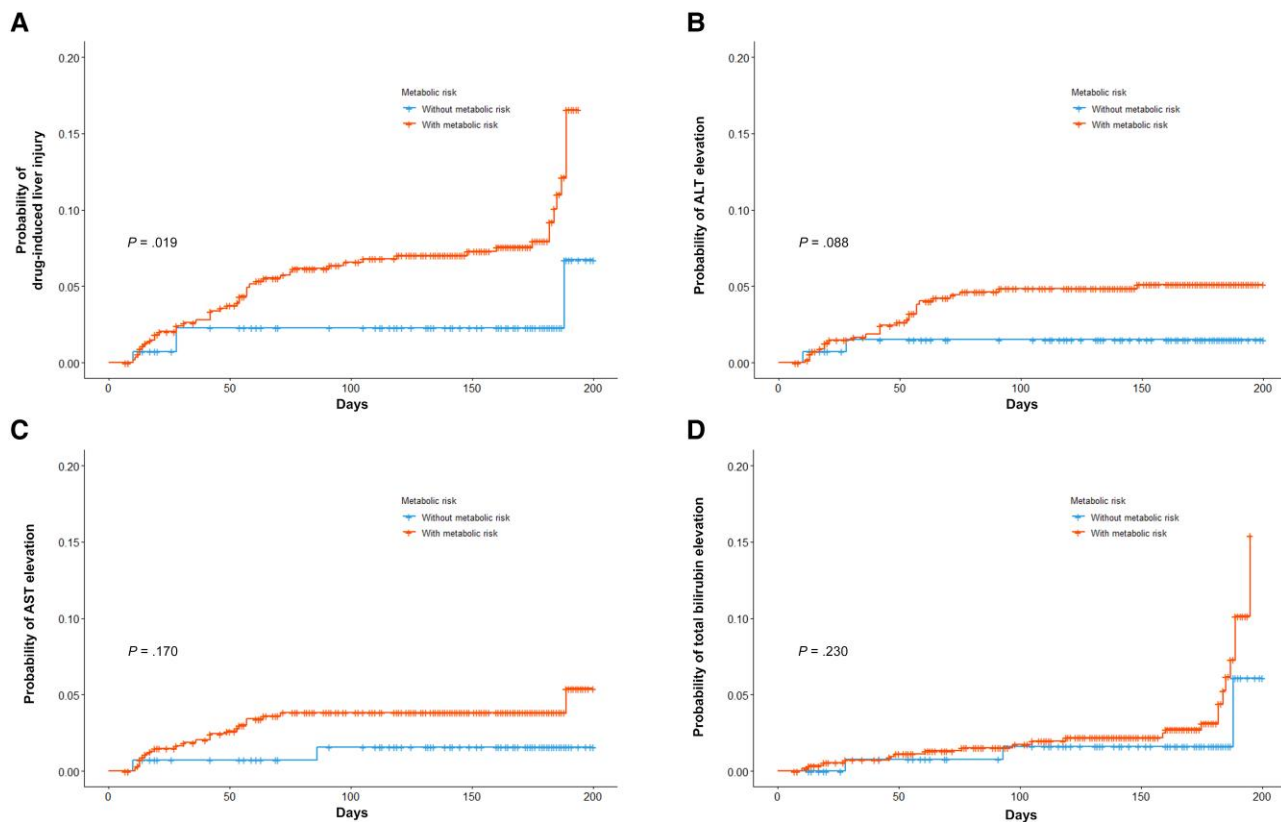 A
Probability of
drug-induced liver injury
0.20
0.15
0.10
0.05
0.00
Metabolic risk
Without metabolic risk
With metabolic risk
P = .019
0
50
100
150
200
Days
B
Probability of ALT elevation
0.20
0.15
0.10
0.05
0.00
Metabolic risk
Without metabolic risk
With metabolic risk
P = .088
0
50
100
150
200
Days
C
Probability of AST elevation
0.20
0.15
0.10
0.05
0.00
Metabolic risk
Without metabolic risk
With metabolic risk
P = .170
0
50
100
150
200
Days
D
Probability of total bilirubin elevation
0.20
0.15
0.10
0.05
0.00
Metabolic risk
Without metabolic risk
With metabolic risk
P = .230
0
50
100
150
200
Days